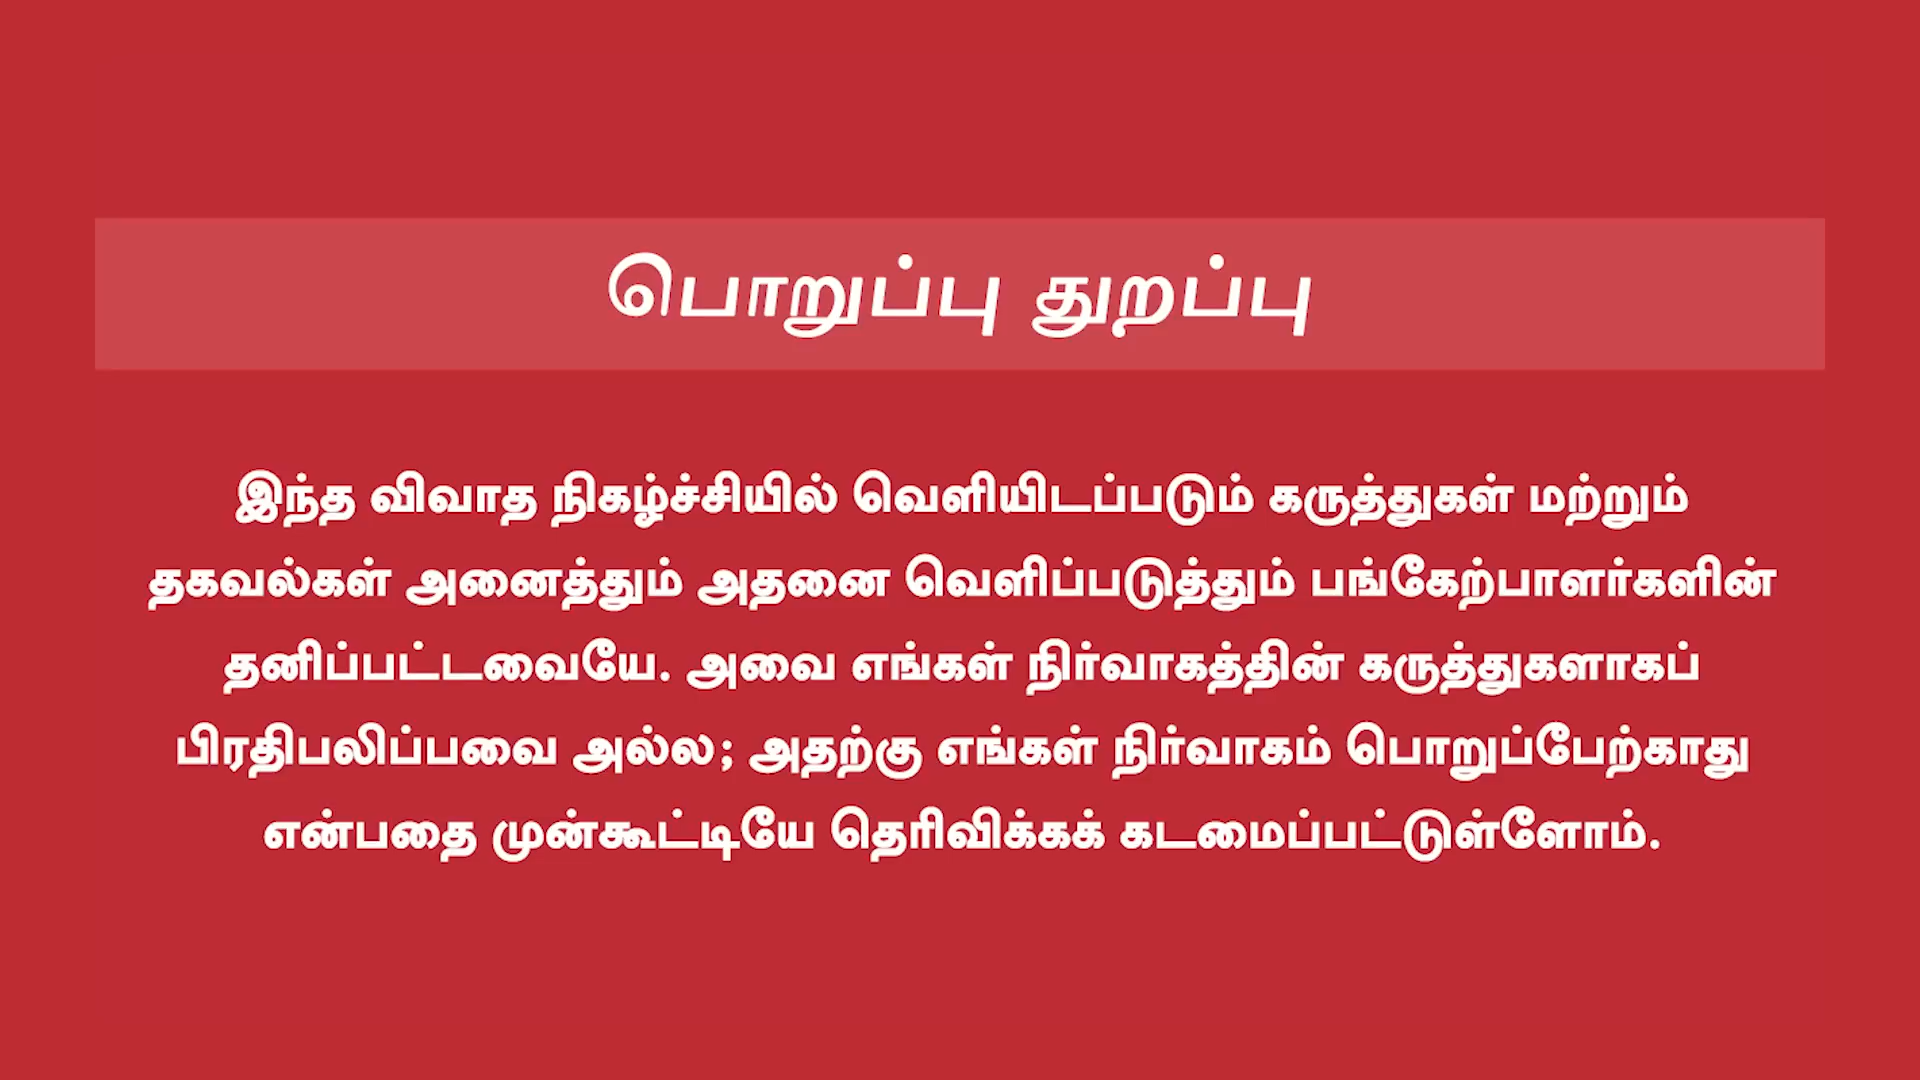 பொறுப்பு துறப்பு
இந்த விவாத நிகழ்ச்சியில் வெளியிடப்படும் கருத்துகள் மற்றும்
தகவல்கள் அனைத்தும் அதனை வெளிப்படுத்தும் பங்கேற்பாளர்களின்
தனிப்பட்டவையே. அவை எங்கள் நிர்வாகத்தின் கருத்துகளாகப்
பிரதிபலிப்பவை அல்ல; அதற்கு எங்கள் நிர்வாகம் பொறுப்பேற்காது
என்பதை முன்கூட்டியே தெரிவிக்கக் கடமைப்பட்டுள்ளோம்.